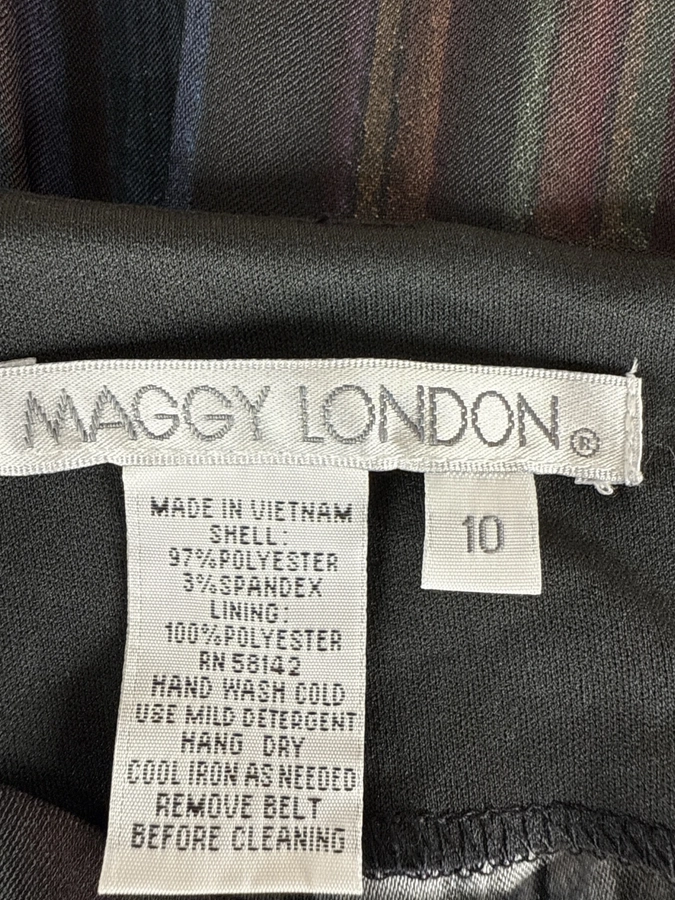 MAGGY LONDON®
MADE IN VIETNAM
SHELL:
97%POLYESTER
3%SPANDEX
LINING:
100%POLYESTER
RN 58142
HAND WASH COLD
USE MILD DETERGENT
HANG DRY
COOL IRON AS NEEDED
REMOVE BELT
BEFORE CLEANING
10